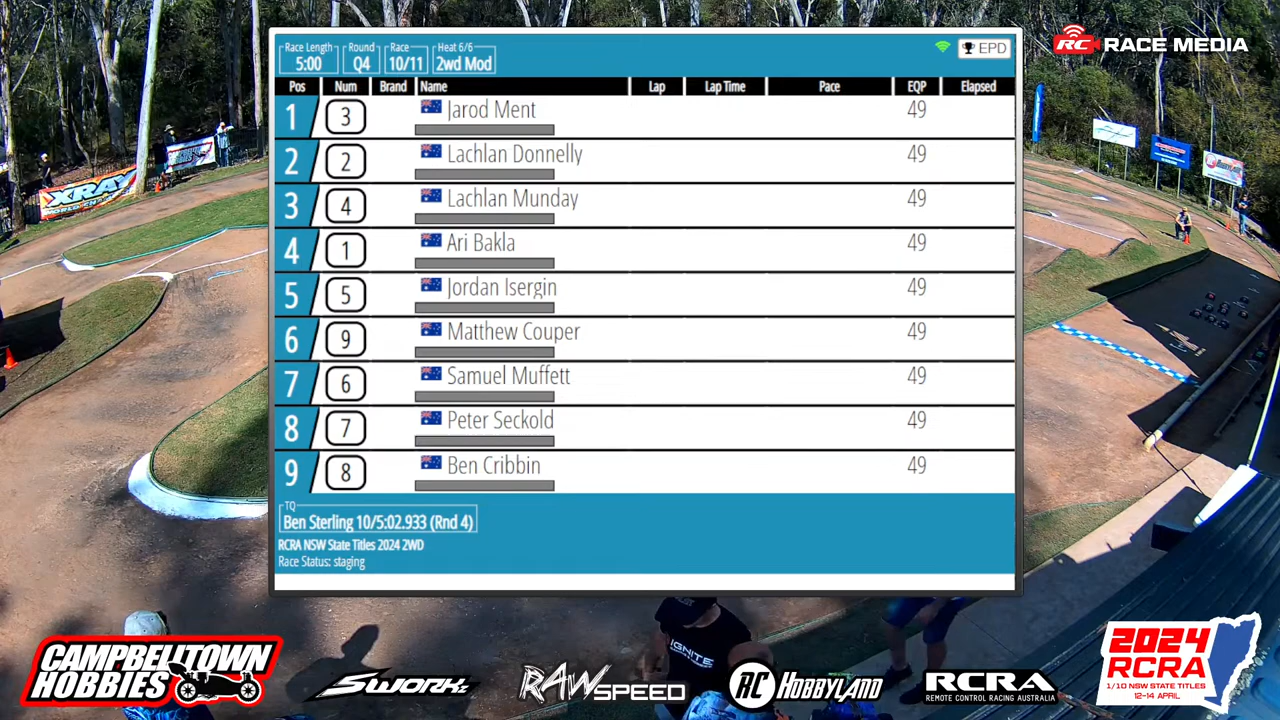 Race Length
5:00
Round
Q4
Race
10/11
Heat 6/6
2wd Mod
EPD
RC RACE MEDIA
Pos Num Brand Name Lap Lap Time Pace EQP Elapsed
1 3 Jarod Ment 49
2 2 Lachlan Donnelly 49
3 4 Lachlan Munday 49
4 1 Ari Bakla 49
5 5 Jordan Isergin 49
6 9 Matthew Couper 49
7 6 Samuel Muffett 49
8 7 Peter Seckold 49
9 8 Ben Cribbin 49
TQ
Ben Sterling 10/5:02.933 (Rnd 4)
RCRA NSW State Titles 2024 2WD
Race Status: staging
XRAY
HOBBIES
IGNITE
CAMPBELLTOWN
HOBBIES
SWORKz
RAW SPEED
RC HOBBYLAND
RCRA
REMOTE CONTROL RACING AUSTRALIA
2024
RCRA
1/10 NSW STATE TITLES
12-14 APRIL